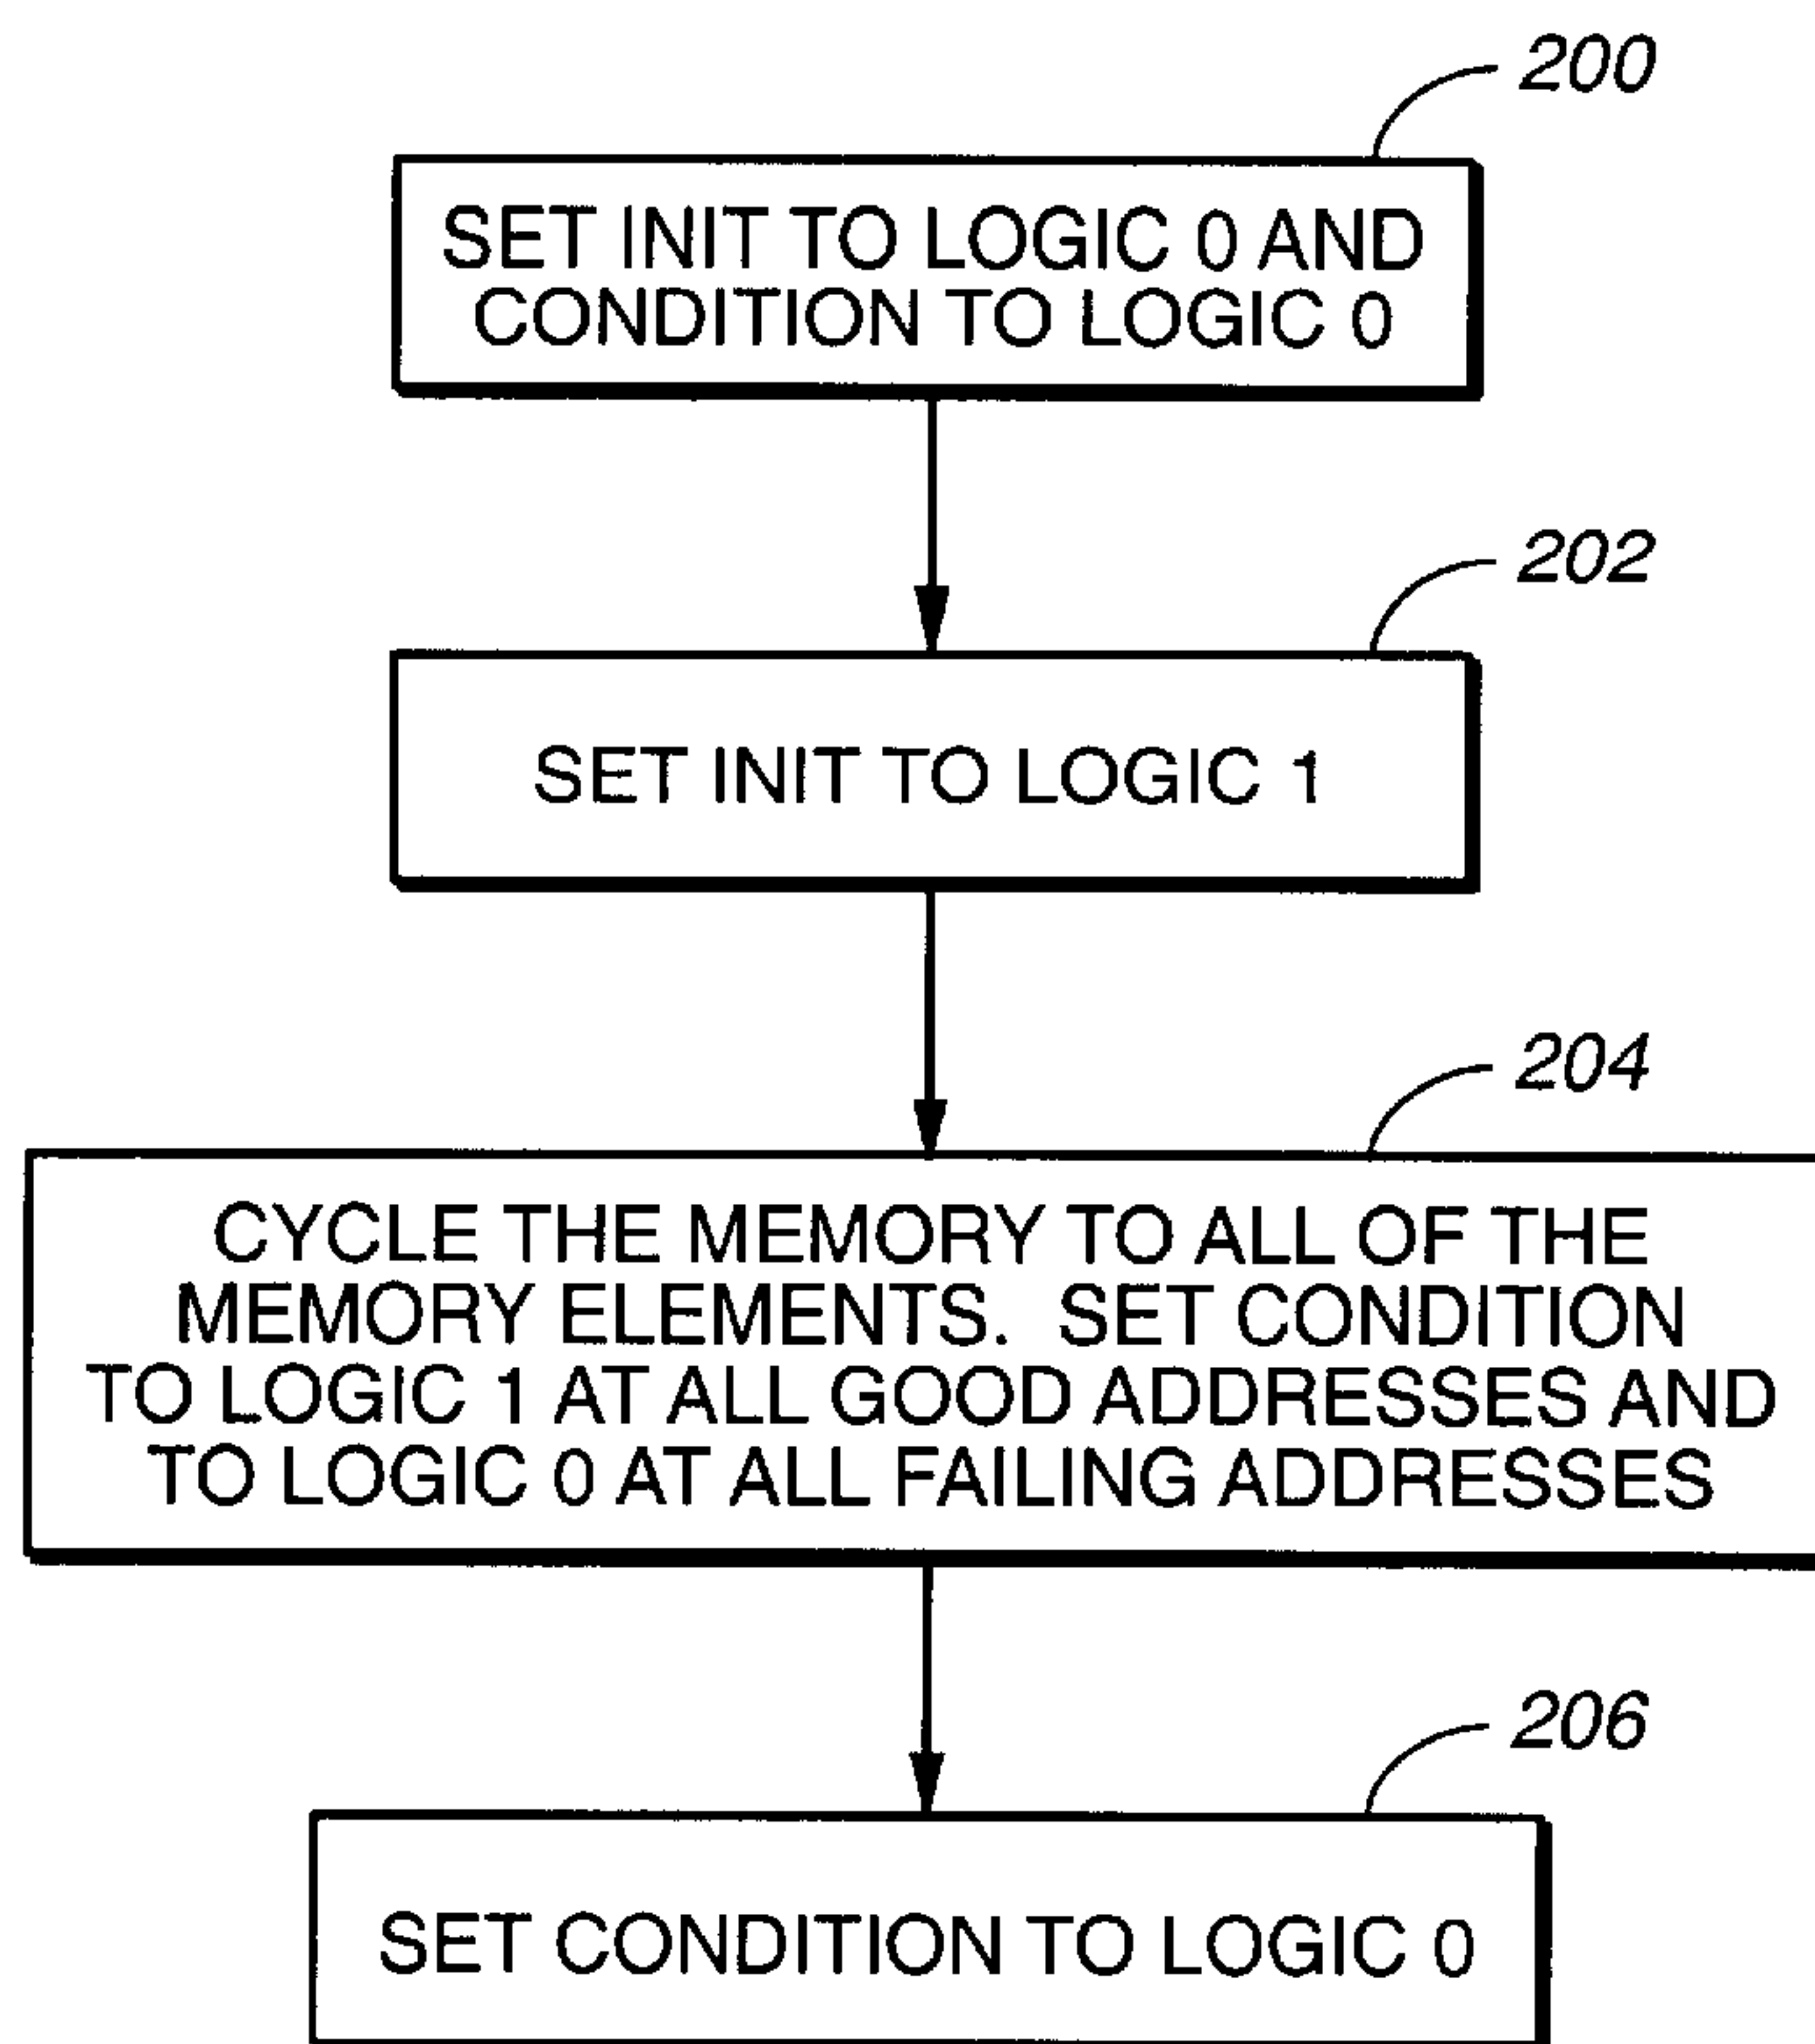 200
SET INIT TO LOGIC 0 AND
CONDITION TO LOGIC 0
202
SET INIT TO LOGIC 1
204
CYCLE THE MEMORY TO ALL OF THE
MEMORY ELEMENTS. SET CONDITION
TO LOGIC 1 AT ALL GOOD ADDRESSES AND
TO LOGIC 0 AT ALL FAILING ADDRESSES
206
SET CONDITION TO LOGIC 0